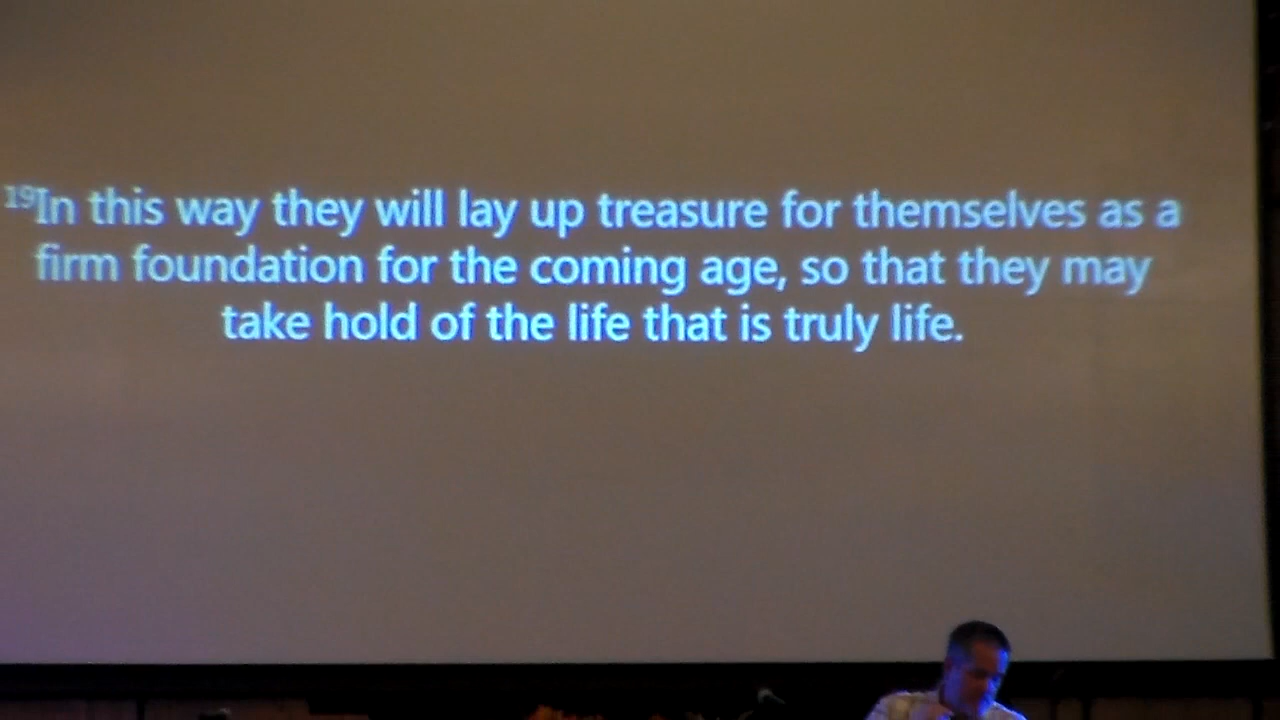 19In this way they will lay up treasure for themselves as a
firm foundation for the coming age, so that they may
take hold of the life that is truly life.